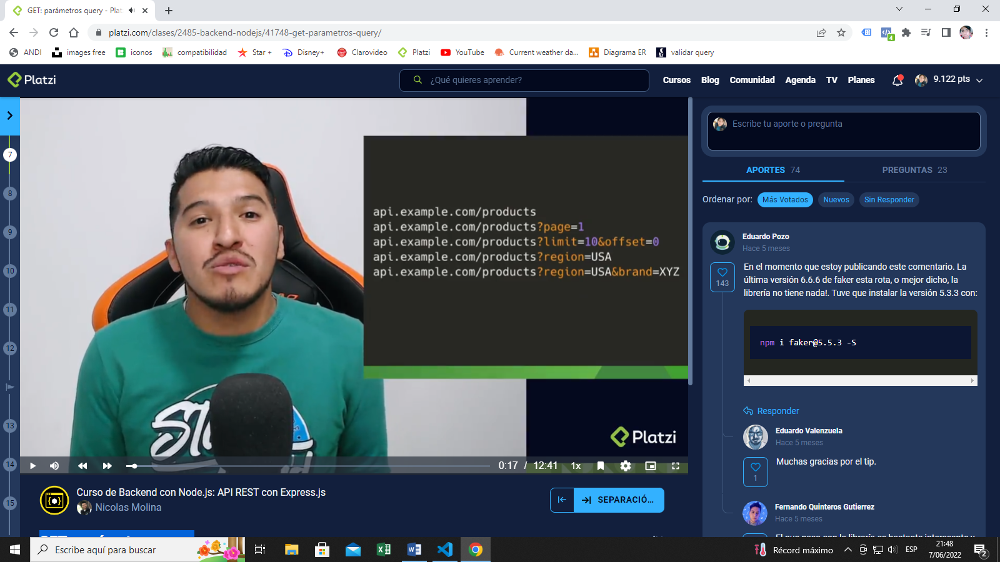 GET: parámetros query - Plat
platzi.com/clases/2485-backend-nodejs/41748-get-parametros-query/
4
ANDI
images free
iconos
compatibilidad
Star +
Disney+
Clarovideo
Platzi
YouTube
Current weather da...
Diagrama ER
validar query
Platzi
¿Qué quieres aprender?
Cursos
Blog
Comunidad
Agenda
TV
Planes
9.122 pts
7
8
9
10
11
12
13
14
15
api.example.com/products
api.example.com/products?page=1
api.example.com/products?limit=10&offset=0
api.example.com/products?region=USA
api.example.com/products?region=USA&brand=XYZ
Platzi
0:17 / 12:41
1x
Curso de Backend con Node.js: API REST con Express.js
Nicolas Molina
SEPARACIÓ...
Escribe tu aporte o pregunta
APORTES 74
PREGUNTAS 23
Ordenar por:
Más Votados
Nuevos
Sin Responder
Eduardo Pozo
Hace 5 meses
143
En el momento que estoy publicando este comentario. La
última versión 6.6.6 de faker esta rota, o mejor dicho, la
librería no tiene nada!. Tuve que instalar la versión 5.3.3 con:
npm i faker@5.5.3 -S
Responder
Eduardo Valenzuela
Hace 5 meses
1
Muchas gracias por el tip.
Fernando Quinteros Gutierrez
Hace 5 meses
El que paso con la librería es bastante interesante y
Escribe aquí para buscar
Récord máximo
ESP
21:48
7/06/2022
2